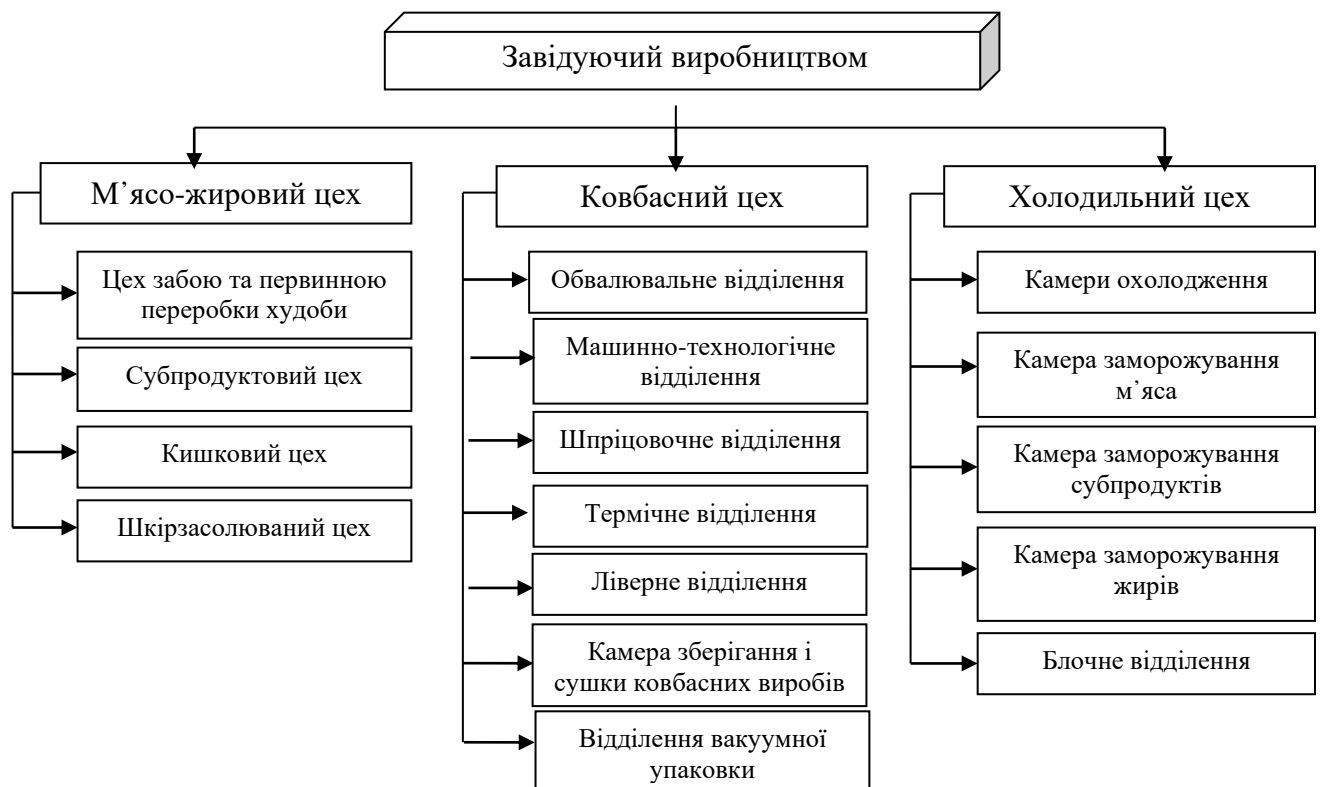 Завідуючий виробництвом
М’ясо-жировий цех
Цех забою та первинною
переробки худоби
Субпродуктовий цех
Кишковий цех
Шкірзасолюваний цех
Ковбасний цех
Обвалювальне відділення
Машинно-технологічне
відділення
Шпріцовочне відділення
Термічне відділення
Ліверне відділення
Камера зберігання і
сушки ковбасних виробів
Відділення вакуумної
упаковки
Холодильний цех
Камери охолодження
Камера заморожування
м’яса
Камера заморожування
субпродуктів
Камера заморожування
жирів
Блочне відділення